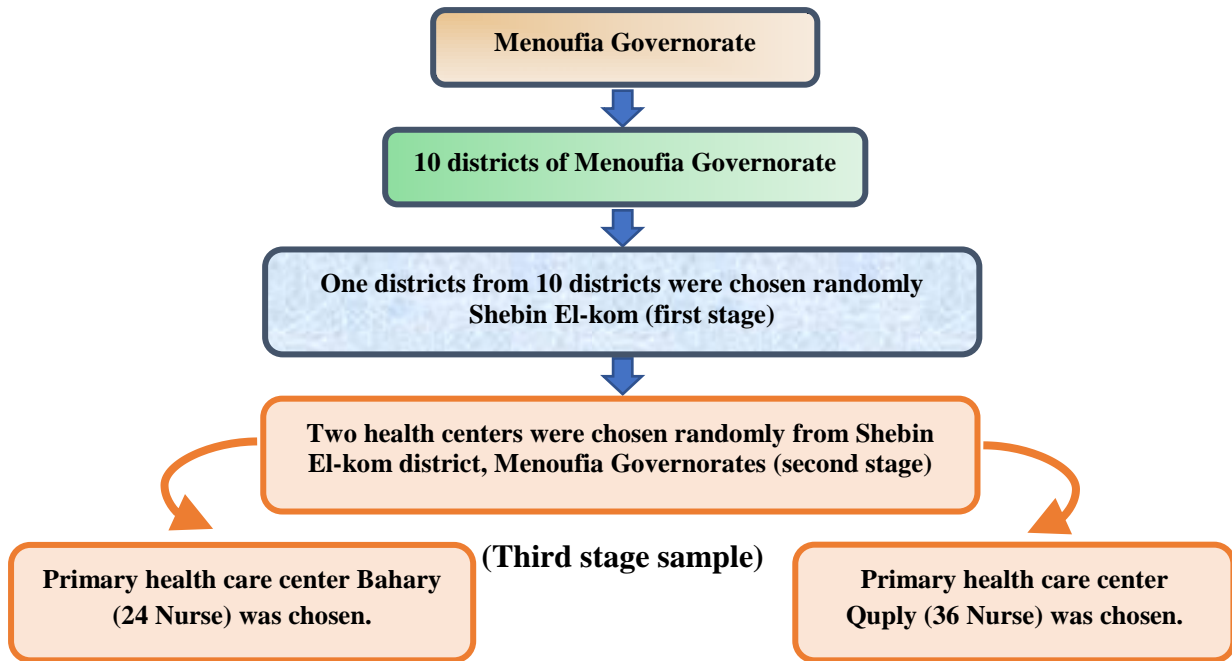 Menoufia Governorate
10 districts of Menoufia Governorate
One districts from 10 districts were chosen randomly
Shebin El-kom (first stage)
Two health centers were chosen randomly from Shebin
El-kom district, Menoufia Governorates (second stage)
(Third stage sample)
Primary health care center Bahary
(24 Nurse) was chosen.
Primary health care center
Quply (36 Nurse) was chosen.